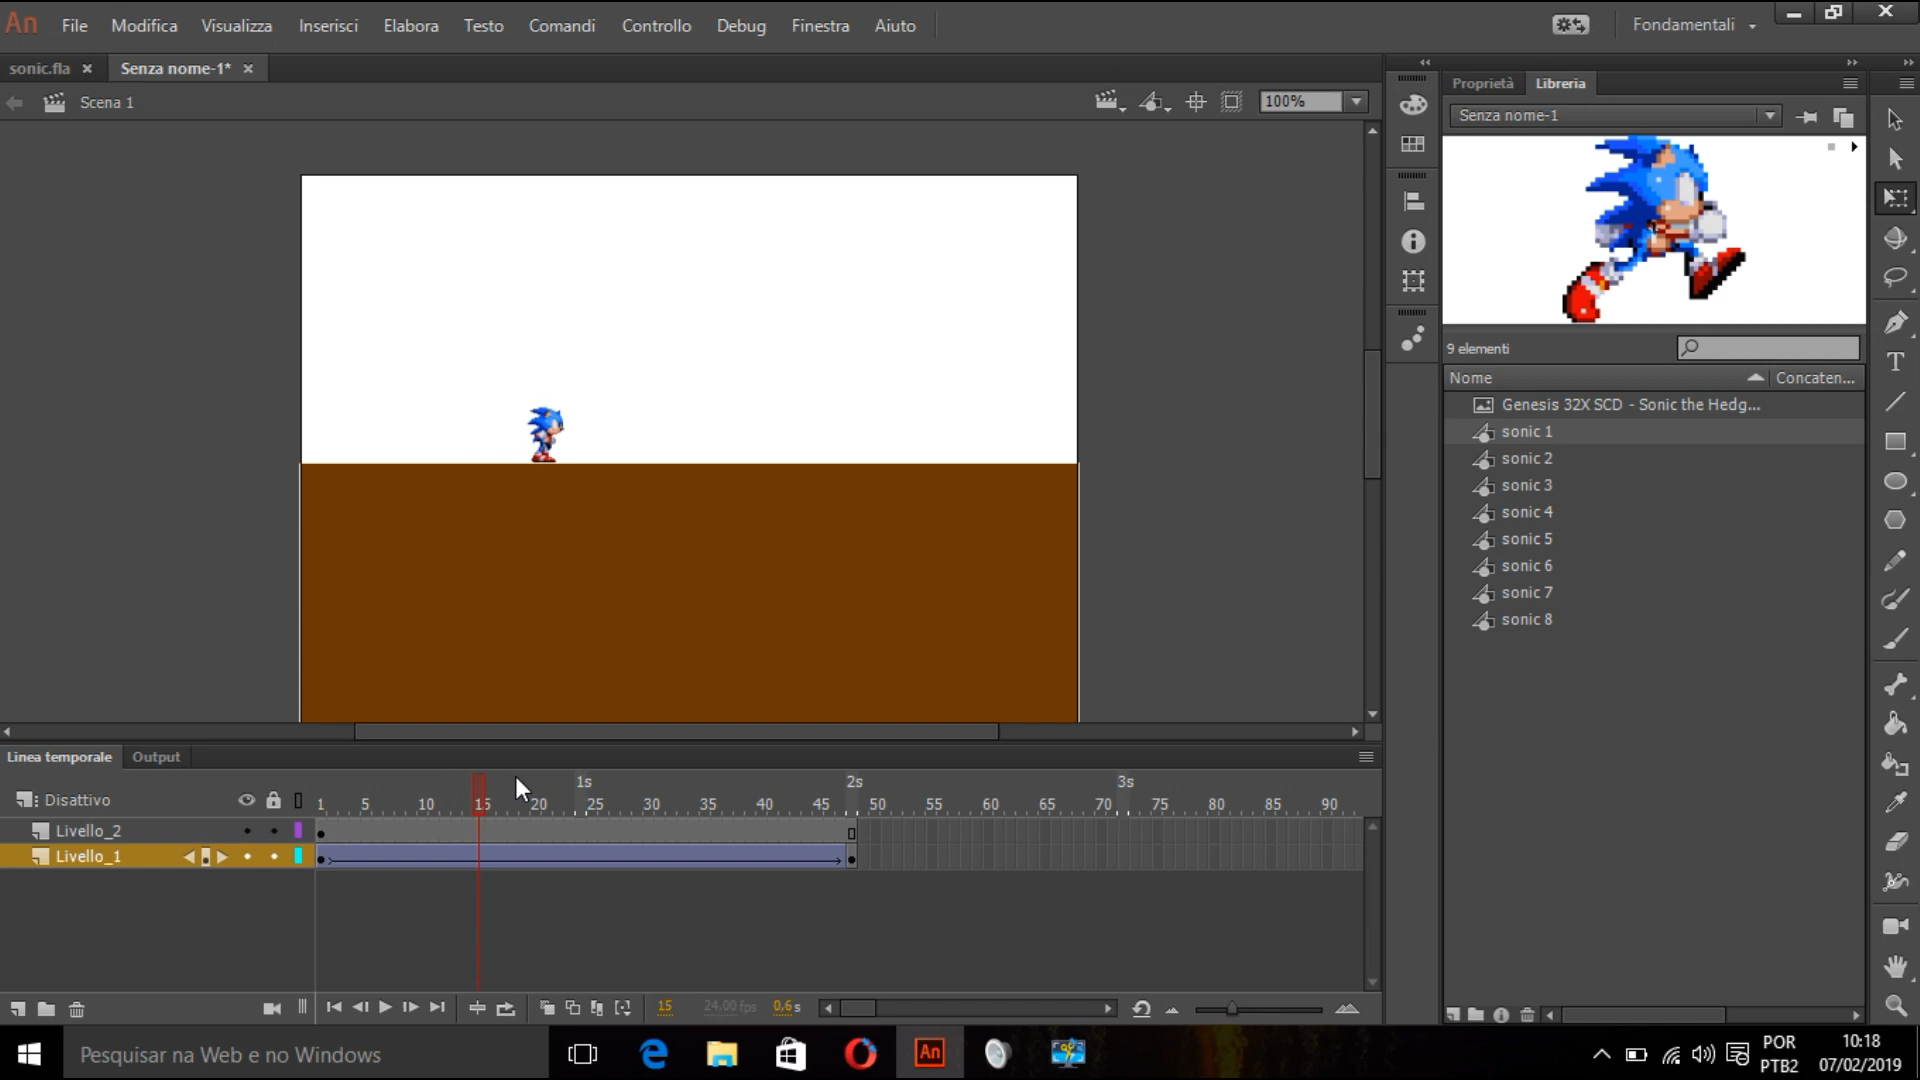 An File Modifica Visualizza Inserisci Elabora Testo Comandi Controllo Debug Finestra Aiuto Fondamentali
sonic.fla Senza nome-1*
Scena 1 100%
Proprietà Libreria
Senza nome-1
9 elementi
Nome Concaten...
Genesis 32X SCD - Sonic the Hedg...
sonic 1
sonic 2
sonic 3
sonic 4
sonic 5
sonic 6
sonic 7
sonic 8
Linea temporale Output
1s 2s 3s
Disattivo 1 5 10 15 20 25 30 35 40 45 50 55 60 65 70 75 80 85 90
Livello_2
Livello_1
15 24,00 fps 0,6 s
Pesquisar na Web e no Windows An POR 10:18
PTB2 07/02/2019